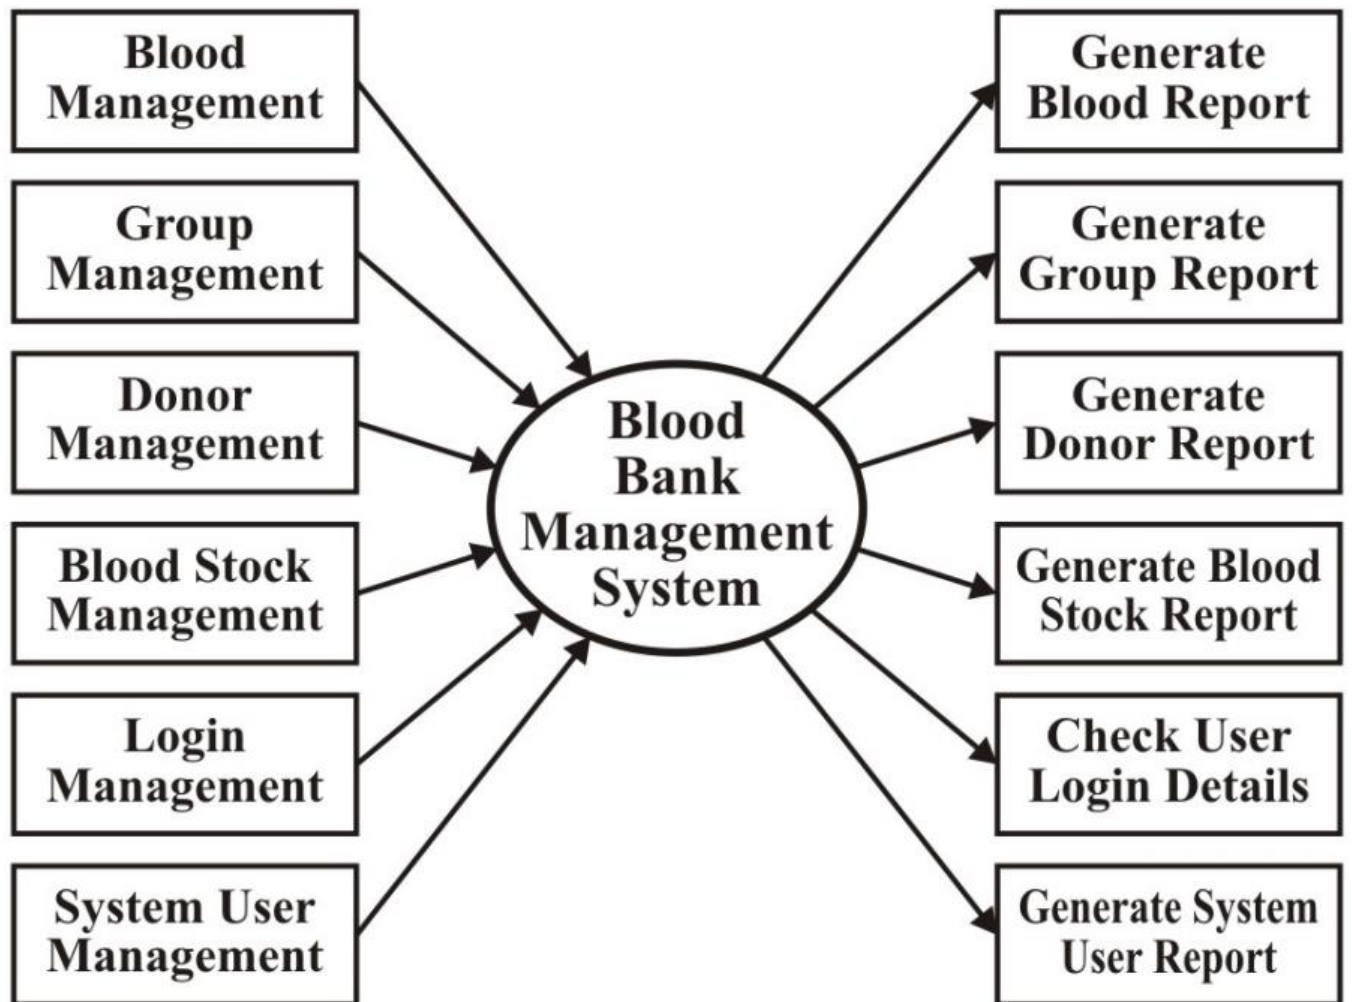 Blood
Management
Group
Management
Donor
Management
Blood Stock
Management
Login
Management
System User
Management
Blood
Bank
Management
System
Generate
Blood Report
Generate
Group Report
Generate
Donor Report
Generate Blood
Stock Report
Check User
Login Details
Generate System
User Report